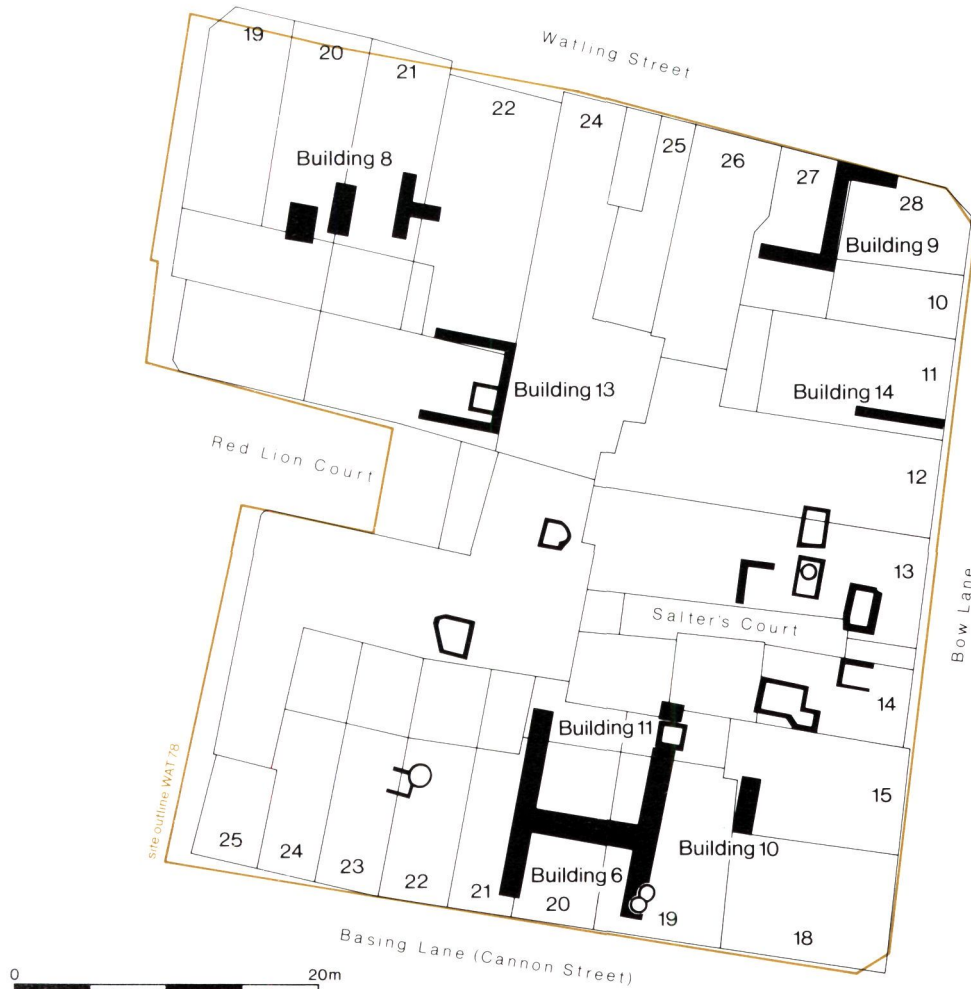 Watling Street
19
20
21
22
24
25
26
27
28
Building 8
Building 9
10
11
Building 13
Building 14
Red Lion Court
12
13
Bow Lane
Salter's Court
14
Building 11
15
site outline WAT 78
25
24
23
22
21
Building 6
20
Building 10
19
18
Basing Lane (Cannon Street)
0 20m